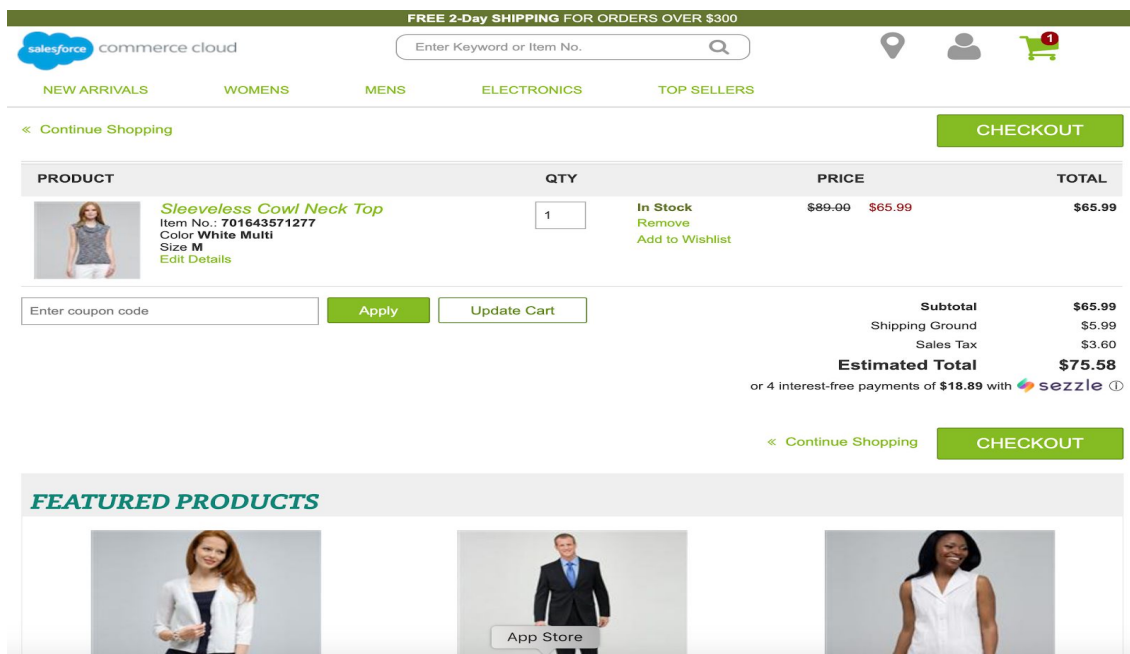 FREE 2-Day SHIPPING FOR ORDERS OVER $300
salesforce commerce cloud
Enter Keyword or Item No.
1
NEW ARRIVALS WOMENS MENS ELECTRONICS TOP SELLERS
« Continue Shopping
CHECKOUT
PRODUCT QTY PRICE TOTAL
Sleeveless Cowl Neck Top
Item No.: 701643571277
Color White Multi
Size M
Edit Details
1
In Stock
Remove
Add to Wishlist
$89.00 $65.99
$65.99
Enter coupon code
Apply
Update Cart
Subtotal $65.99
Shipping Ground $5.99
Sales Tax $3.60
Estimated Total $75.58
or 4 interest-free payments of $18.89 with sezzle ⓘ
« Continue Shopping
CHECKOUT
FEATURED PRODUCTS
App Store